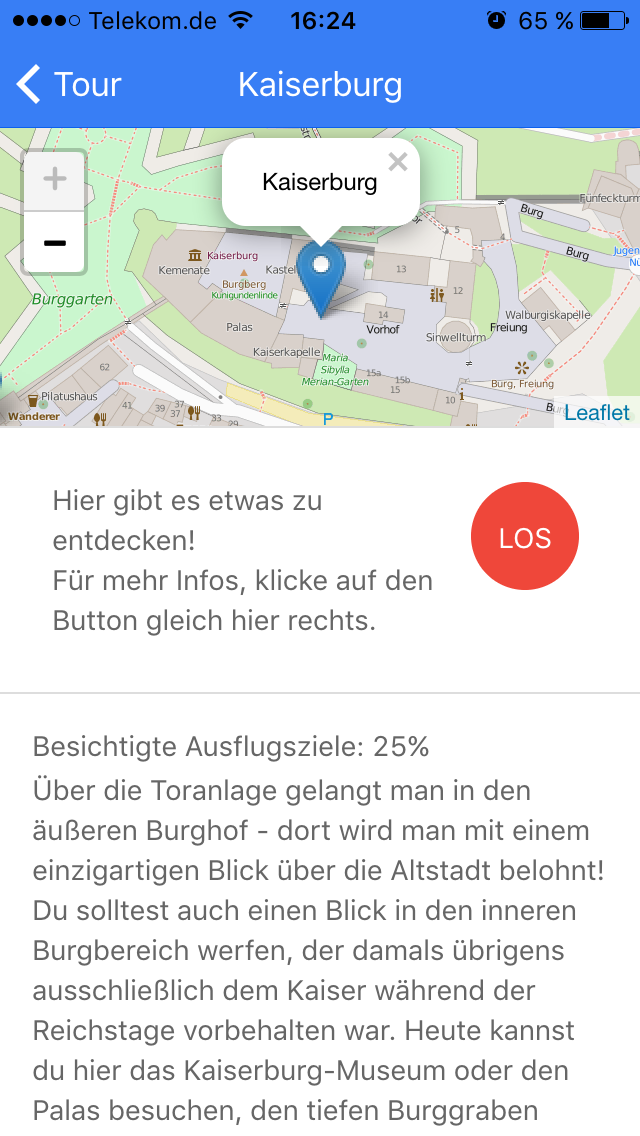 Telekom.de 16:24 65 %
Tour Kaiserburg
+
Kaiserburg ×
Fünfeckturm
Burg
5
4
Burg
Kaiserburg
Kemenate
Burgberg
Kunigundenlinde
13
12
Burggarten
Palas
14
Vorhof
Sinwellturm
Walburgiskapelle
Freiung
Kaiserkapelle
Maria
Sibylla
Merian-Garten
62
15a
15b
15
10
Burg, Freiung
Pilatushaus
41
39
37
37
33
29
Wanderer
P
Leaflet
Hier gibt es etwas zu
entdecken!
Für mehr Infos, klicke auf den
Button gleich hier rechts.
LOS
Besichtigte Ausflugsziele: 25%
Über die Toranlage gelangt man in den
äußeren Burghof - dort wird man mit einem
einzigartigen Blick über die Altstadt belohnt!
Du solltest auch einen Blick in den inneren
Burgbereich werfen, der damals übrigens
ausschließlich dem Kaiser während der
Reichstage vorbehalten war. Heute kannst
du hier das Kaiserburg-Museum oder den
Palas besuchen, den tiefen Burggraben